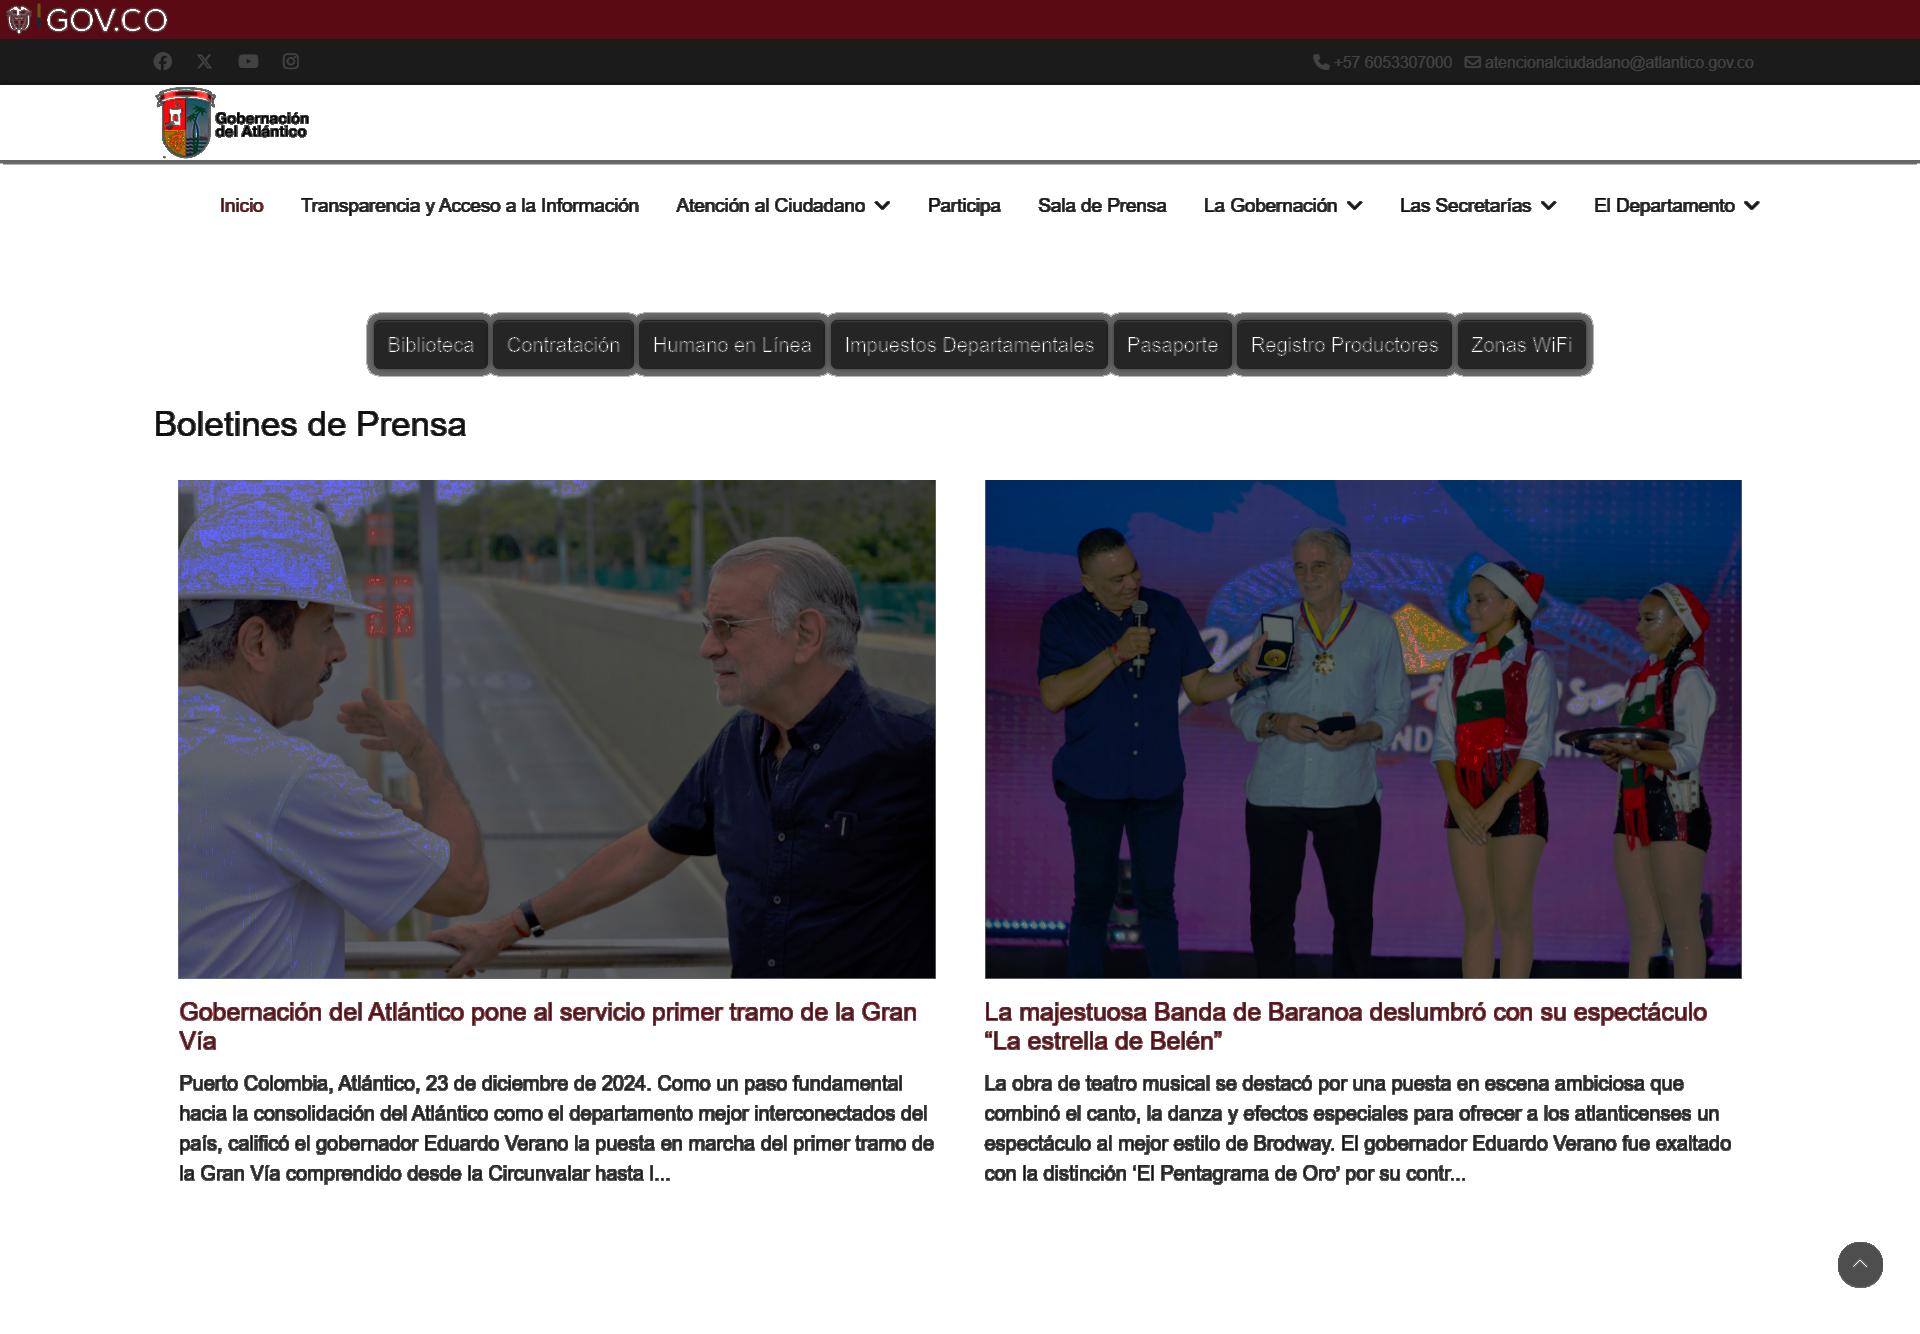 GOV.CO
+57 6053307000 atencionalciudadano@atlantico.gov.co
Gobernación
del Atlántico
Inicio Transparencia y Acceso a la Información Atención al Ciudadano Participa Sala de Prensa La Gobernación Las Secretarías El Departamento
Biblioteca Contratación Humano en Línea Impuestos Departamentales Pasaporte Registro Productores Zonas WiFi
Boletines de Prensa
Gobernación del Atlántico pone al servicio primer tramo de la Gran
Vía
Puerto Colombia, Atlántico, 23 de diciembre de 2024. Como un paso fundamental
hacia la consolidación del Atlántico como el departamento mejor interconectados del
país, calificó el gobernador Eduardo Verano la puesta en marcha del primer tramo de
la Gran Vía comprendido desde la Circunvalar hasta l...
La majestuosa Banda de Baranoa deslumbró con su espectáculo
“La estrella de Belén”
La obra de teatro musical se destacó por una puesta en escena ambiciosa que
combinó el canto, la danza y efectos especiales para ofrecer a los atlanticenses un
espectáculo al mejor estilo de Brodway. El gobernador Eduardo Verano fue exaltado
con la distinción ‘El Pentagrama de Oro’ por su contr...